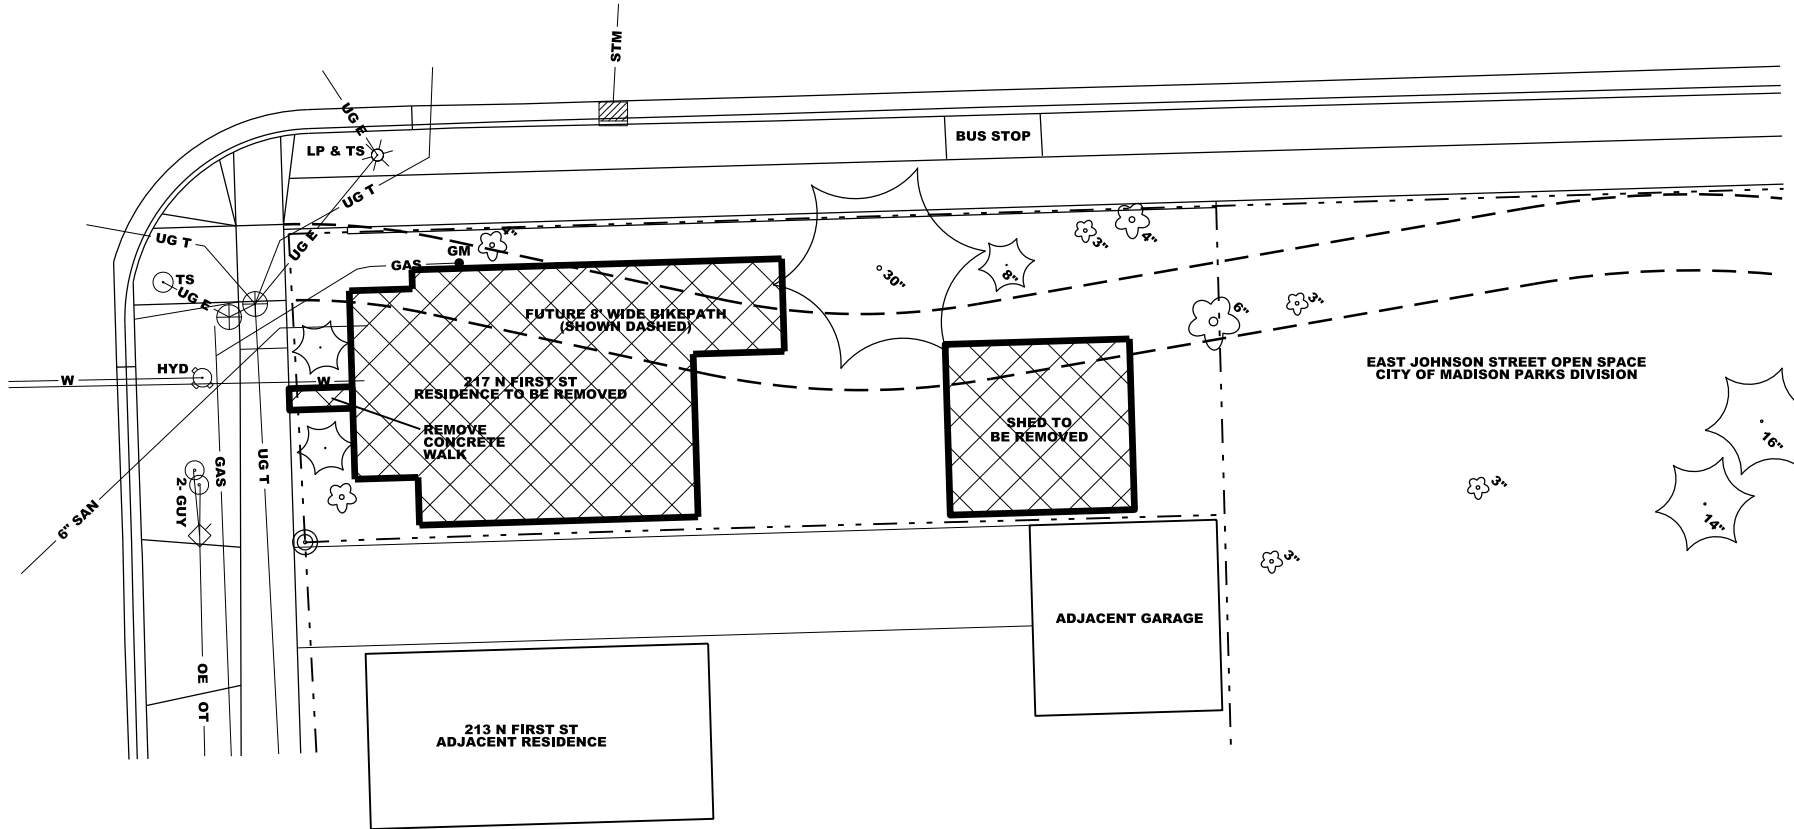 STM
UG E
LP & TS
BUS STOP
UG T
UG T
UG E
4"
GM
GAS
3"
4"
TS
UG E
8"
30"
6"
3"
FUTURE 8' WIDE BIKEPATH
(SHOWN DASHED)
HYD
W
W
217 N FIRST ST
RESIDENCE TO BE REMOVED
EAST JOHNSON STREET OPEN SPACE
CITY OF MADISON PARKS DIVISION
REMOVE
CONCRETE
WALK
SHED TO
BE REMOVED
16"
GAS
UG T
2- GUY
6" SAN
3"
14"
3"
ADJACENT GARAGE
OE
OT
213 N FIRST ST
ADJACENT RESIDENCE